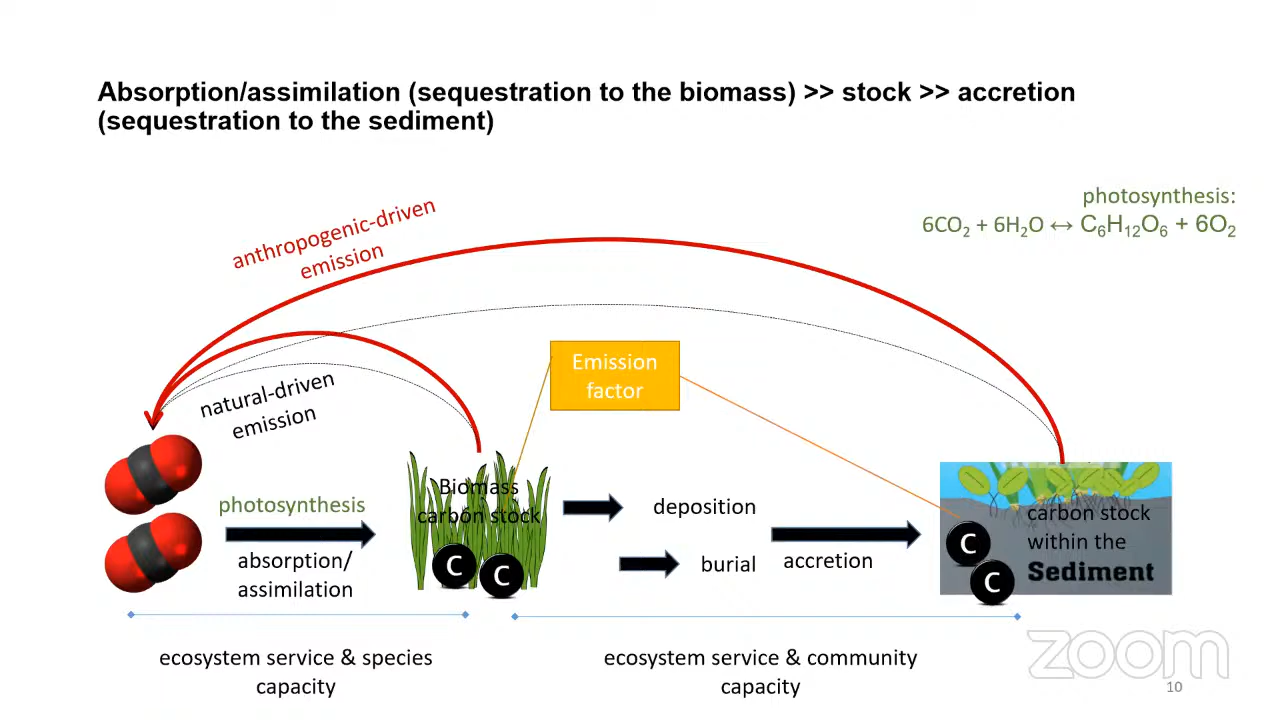 Absorption/assimilation (sequestration to the biomass) >> stock >> accretion
(sequestration to the sediment)
photosynthesis:
6CO₂ + 6H₂O ↔ C₆H₁₂O₆ + 6O₂
anthropogenic-driven
emission
natural-driven
emission
Emission
factor
photosynthesis
absorption/
assimilation
Biomass
carbon stock
C
C
deposition
burial
accretion
carbon stock
within the
Sediment
C
C
ecosystem service & species
capacity
ecosystem service & community
capacity
zoom
10